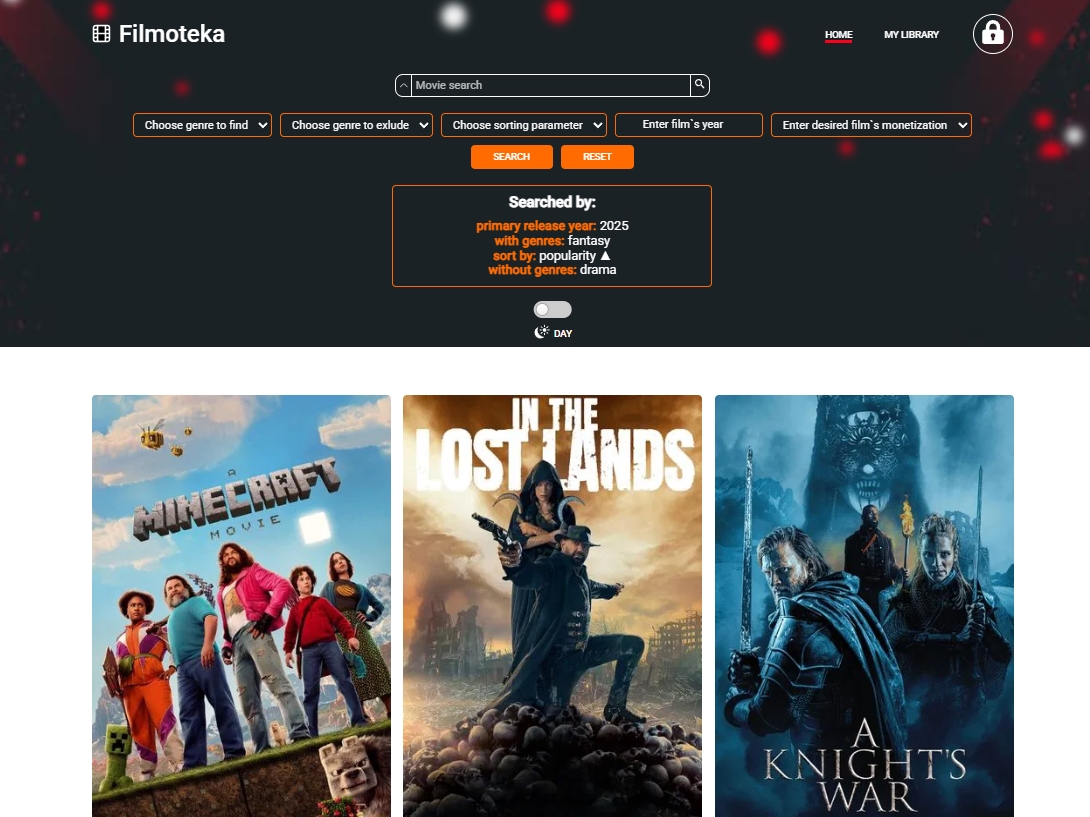 Filmoteka
HOME
MY LIBRARY
Movie search
Choose genre to find
Choose genre to exlude
Choose sorting parameter
Enter film`s year
Enter desired film`s monetization
SEARCH
RESET
Searched by:
primary release year: 2025
with genres: fantasy
sort by: popularity ▲
without genres: drama
DAY
A
MINECRAFT
MOVIE
IN THE
LOST LANDS
A
KNIGHT'S
WAR